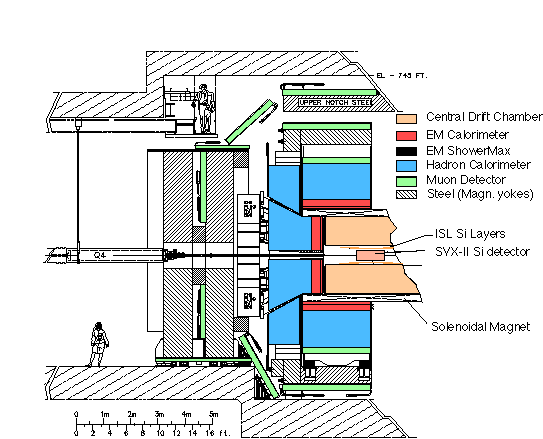 EL - 745 FT.
UPPER NOTCH STEEL
Central Drift Chamber
EM Calorimeter
EM ShowerMax
Hadron Calorimeter
Muon Detector
Steel (Magn. yokes)
ISL Si Layers
SVX-II Si detector
Q4
Solenoidal Magnet
0 1m 2m 3m 4m 5m
0 2 4 6 8 10 12 14 16 ft.